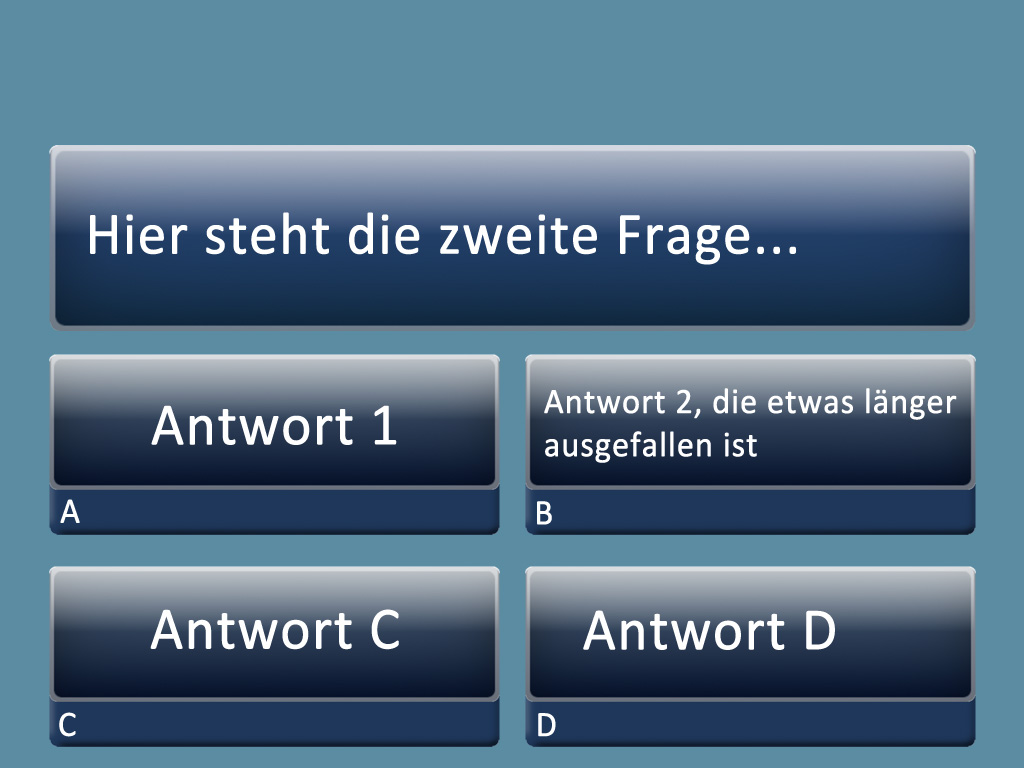 Hier steht die zweite Frage...
Antwort 1
A
Antwort 2, die etwas länger
ausgefallen ist
B
Antwort C
C
Antwort D
D